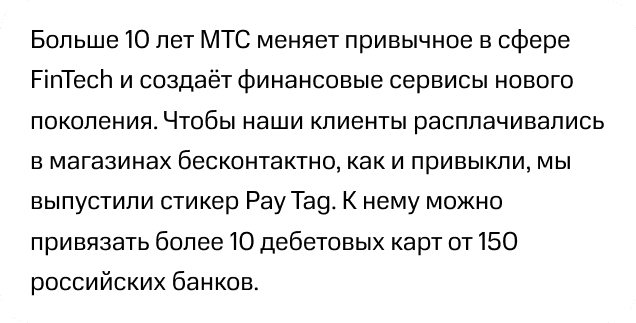 Больше 10 лет МТС меняет привычное в сфере
FinTech и создаёт финансовые сервисы нового
поколения. Чтобы наши клиенты расплачивались
в магазинах бесконтактно, как и привыкли, мы
выпустили стикер Pay Tag. К нему можно
привязать более 10 дебетовых карт от 150
российских банков.